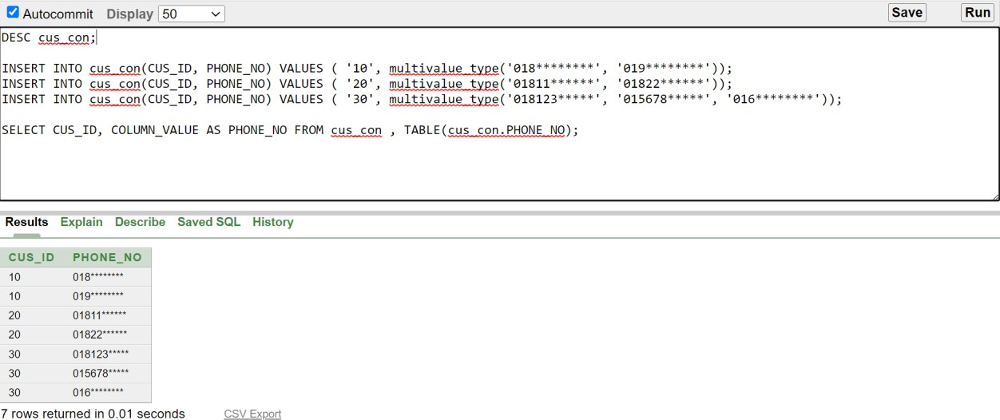 Autocommit Display 50 Save Run
DESC cus_con;
INSERT INTO cus_con(CUS_ID, PHONE_NO) VALUES ( '10', multivalue_type('018********', '019********'));
INSERT INTO cus_con(CUS_ID, PHONE_NO) VALUES ( '20', multivalue_type('01811******', '01822******'));
INSERT INTO cus_con(CUS_ID, PHONE_NO) VALUES ( '30', multivalue_type('018123*****', '015678*****', '016********'));
SELECT CUS_ID, COLUMN_VALUE AS PHONE_NO FROM cus_con , TABLE(cus_con.PHONE_NO);
Results Explain Describe Saved SQL History
CUS_ID PHONE_NO
10 018********
10 019********
20 01811******
20 01822******
30 018123*****
30 015678*****
30 016********
7 rows returned in 0.01 seconds CSV Export